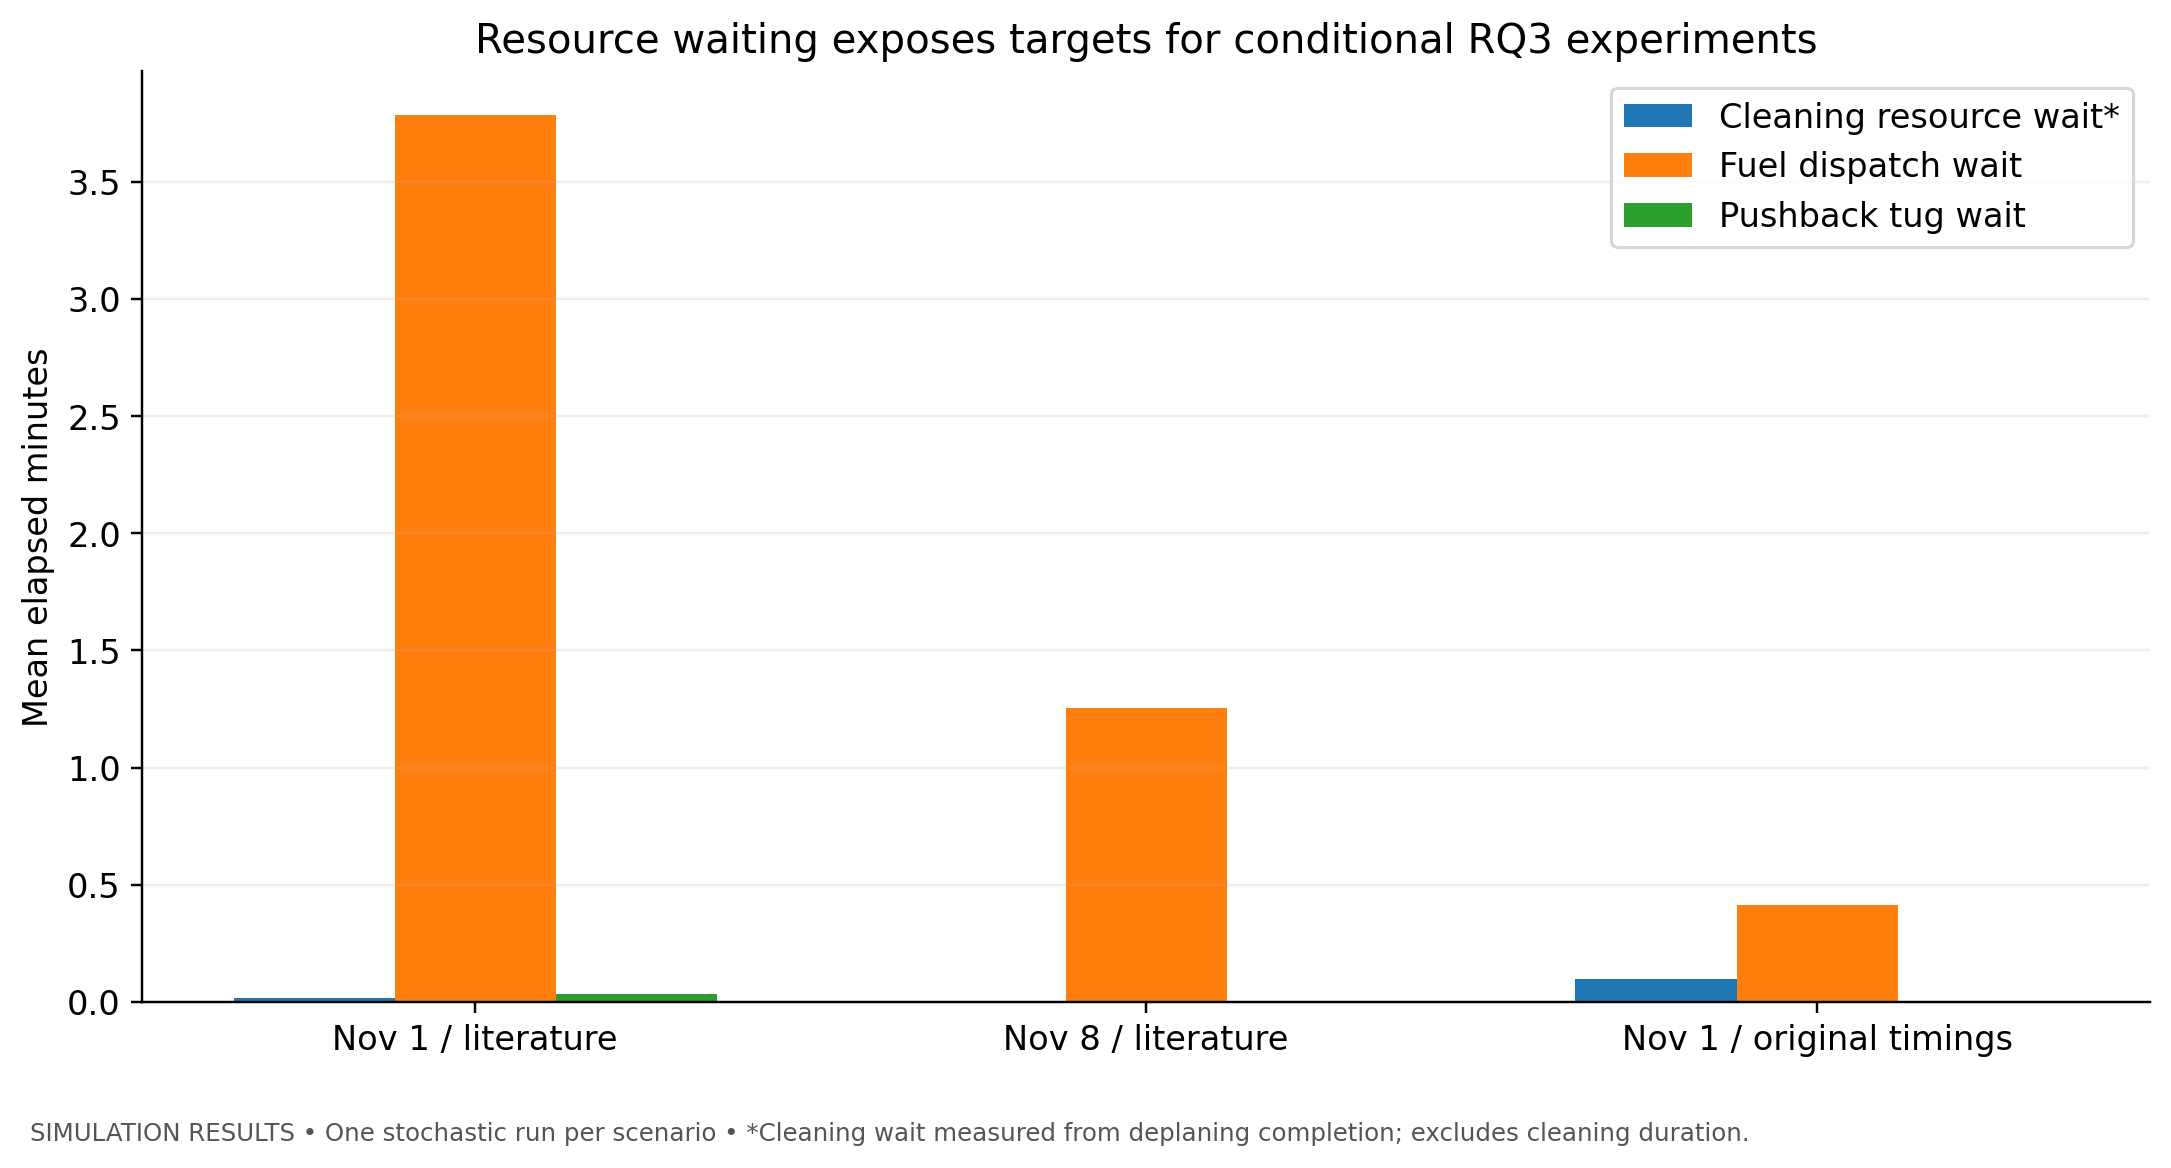 Resource waiting exposes targets for conditional RQ3 experiments
Cleaning resource wait*
Fuel dispatch wait
Pushback tug wait
Mean elapsed minutes
3.5
3.0
2.5
2.0
1.5
1.0
0.5
0.0
Nov 1 / literature
Nov 8 / literature
Nov 1 / original timings
SIMULATION RESULTS • One stochastic run per scenario • *Cleaning wait measured from deplaning completion; excludes cleaning duration.